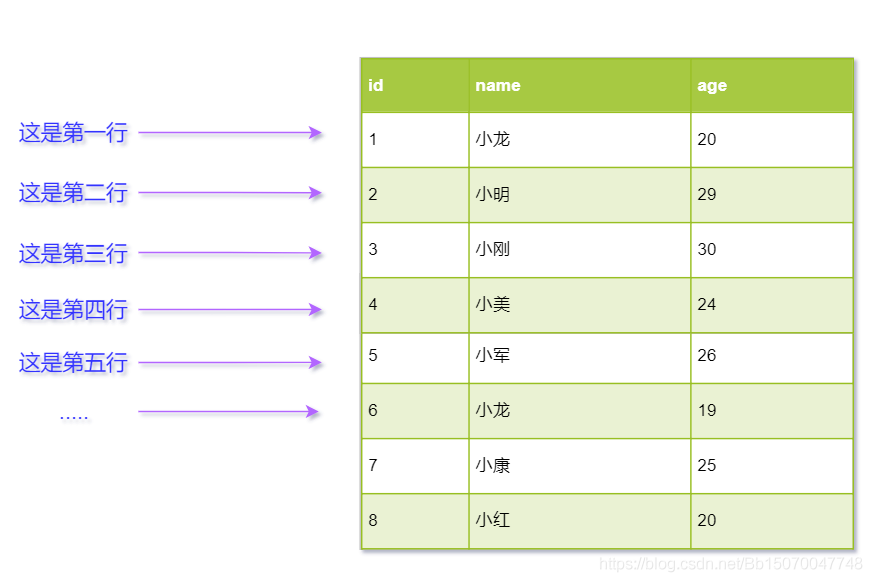 id name age
这是第一行 1 小龙 20
这是第二行 2 小明 29
这是第三行 3 小刚 30
这是第四行 4 小美 24
这是第五行 5 小军 26
..... 6 小龙 19
7 小康 25
8 小红 20
https://blog.csdn.net/Bb15070047748